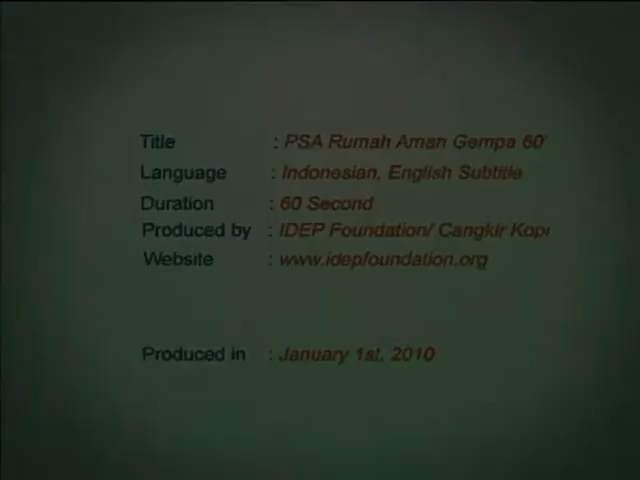 Title : PSA Rumah Aman Gempa 60'
Language : Indonesian, English Subtitle
Duration : 60 Second
Produced by : IDEP Foundation/ Cangkir Kopi
Website : www.idepfoundation.org
Produced in : January 1st, 2010